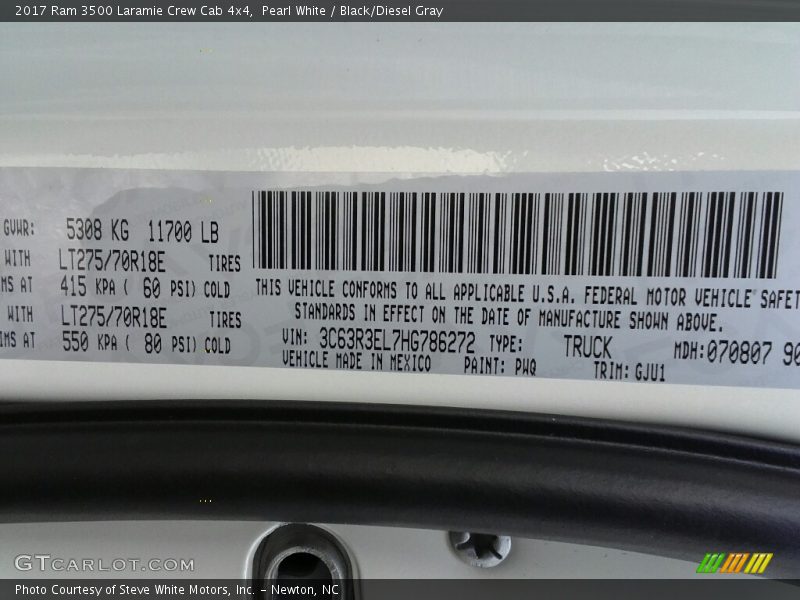 2017 Ram 3500 Laramie Crew Cab 4x4, Pearl White / Black/Diesel Gray
GVWR: 5308 KG 11700 LB
WITH LT275/70R18E TIRES
MS AT 415 KPA ( 60 PSI) COLD
WITH LT275/70R18E TIRES
IMS AT 550 KPA ( 80 PSI) COLD
THIS VEHICLE CONFORMS TO ALL APPLICABLE U.S.A. FEDERAL MOTOR VEHICLE SAFET
STANDARDS IN EFFECT ON THE DATE OF MANUFACTURE SHOWN ABOVE.
VIN: 3C63R3EL7HG786272 TYPE: TRUCK MDH:070807 90
VEHICLE MADE IN MEXICO PAINT: PWQ TRIM: GJU1
GTCARLOT.COM
Photo Courtesy of Steve White Motors, Inc. – Newton, NC